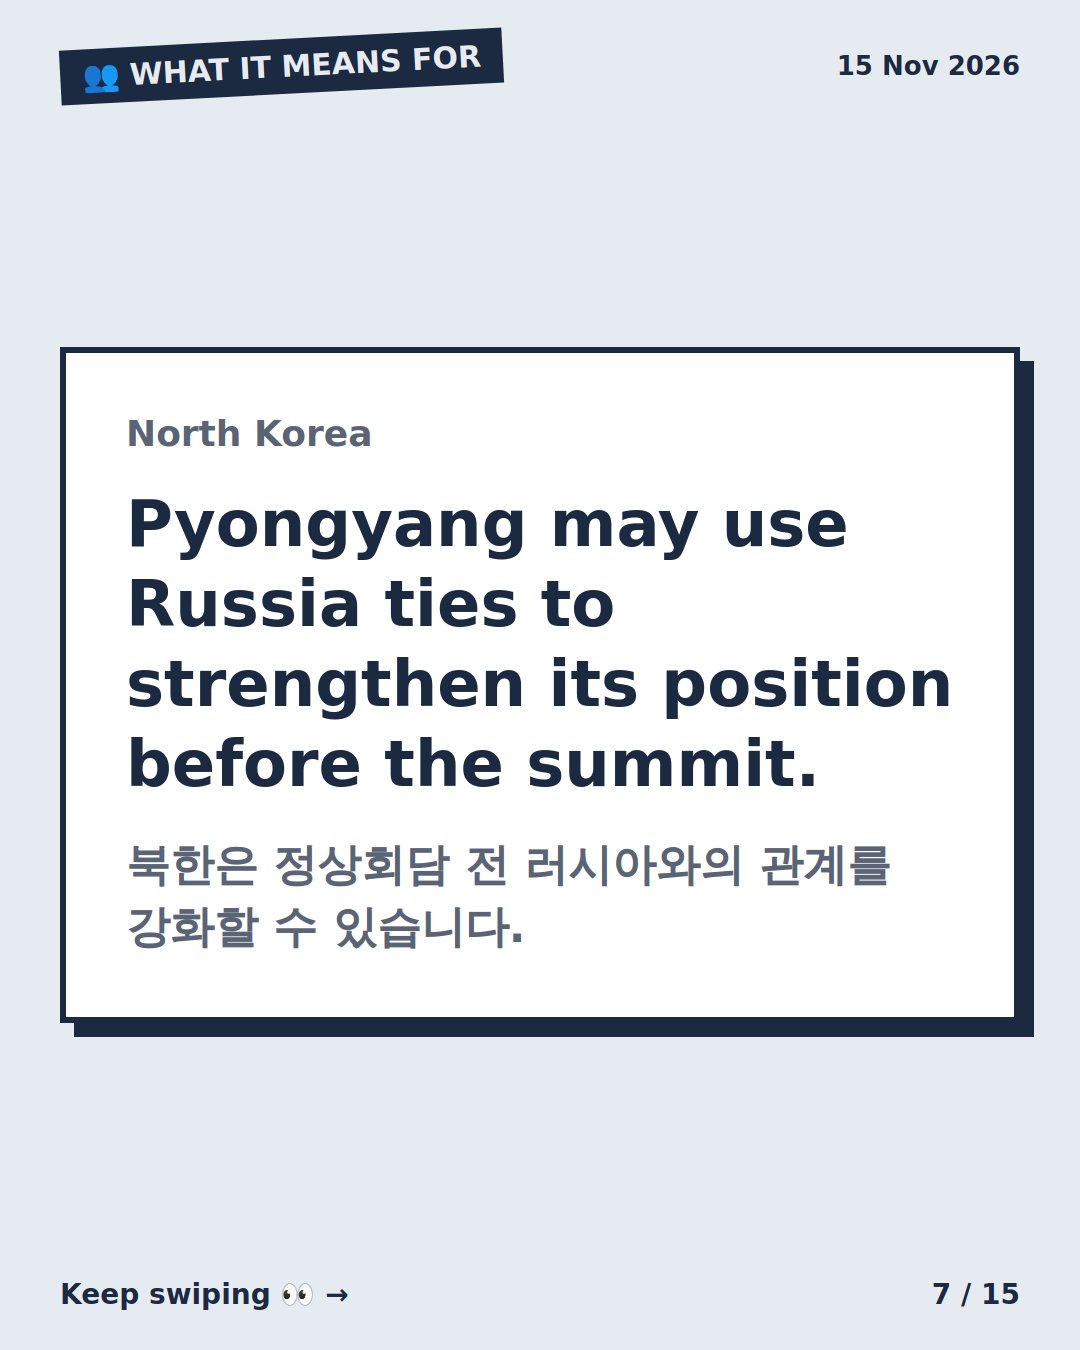 👥 WHAT IT MEANS FOR
15 Nov 2026
North Korea
Pyongyang may use
Russia ties to
strengthen its position
before the summit.
북한은 정상회담 전 러시아와의 관계를
강화할 수 있습니다.
Keep swiping 👀 →
7 / 15